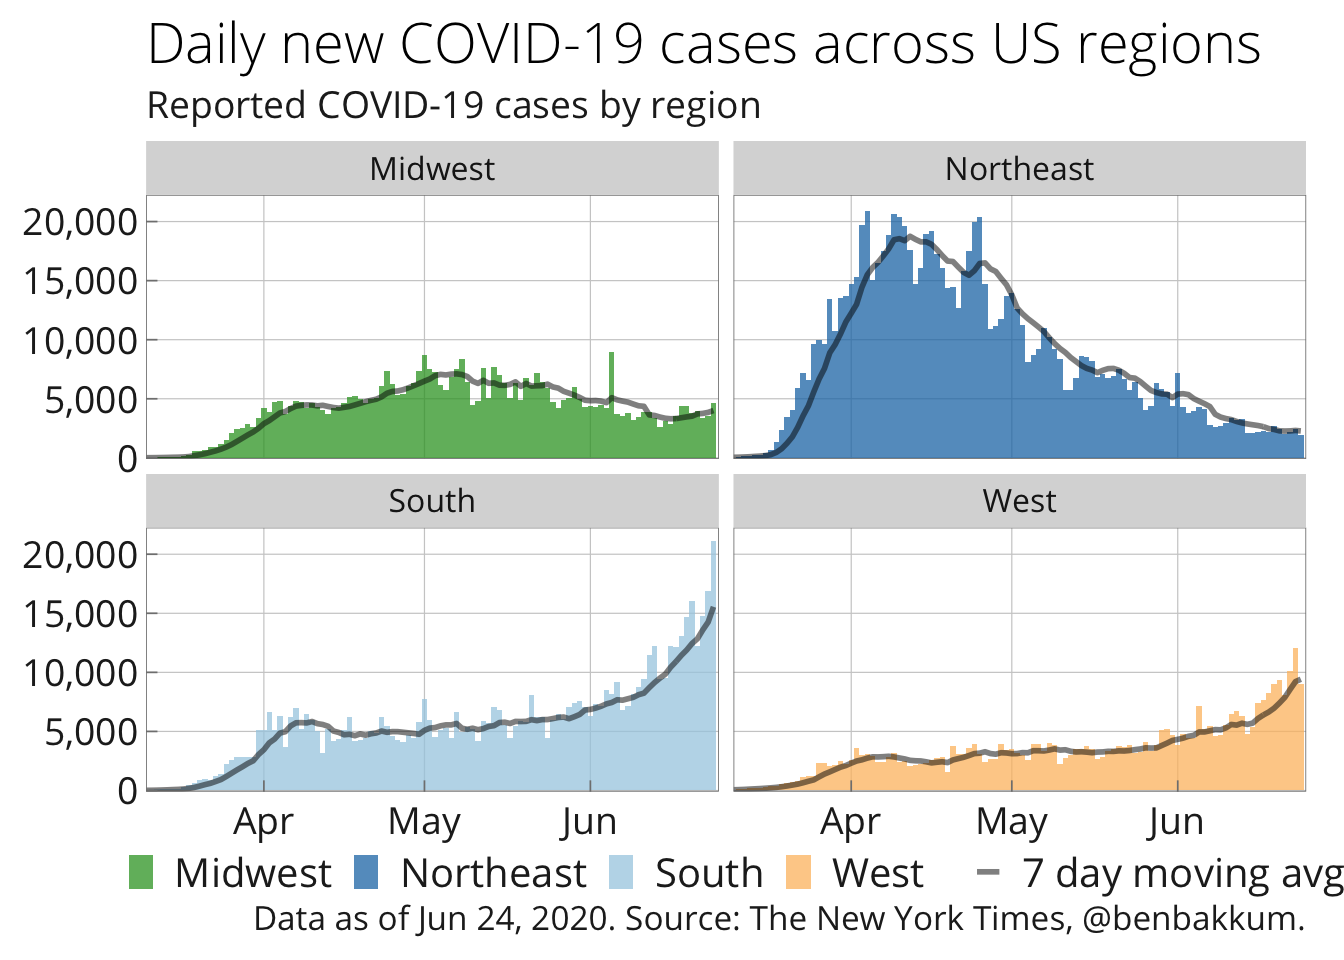 Daily new COVID-19 cases across US regions
Reported COVID-19 cases by region
Midwest Northeast
20,000
15,000
10,000
5,000
0
South West
20,000
15,000
10,000
5,000
0
Apr May Jun Apr May Jun
Midwest Northeast South West 7 day moving avg
Data as of Jun 24, 2020. Source: The New York Times, @benbakkum.